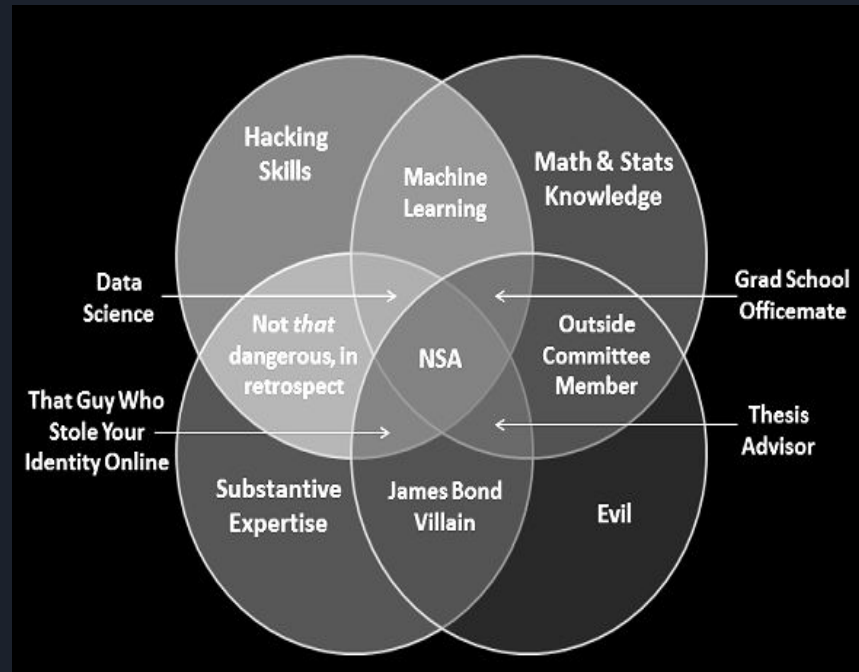 Hacking
Skills
Math & Stats
Knowledge
Machine
Learning
Data
Science
Grad School
Officemate
Not that
dangerous, in
retrospect
NSA
Outside
Committee
Member
That Guy Who
Stole Your
Identity Online
Thesis
Advisor
Substantive
Expertise
James Bond
Villain
Evil